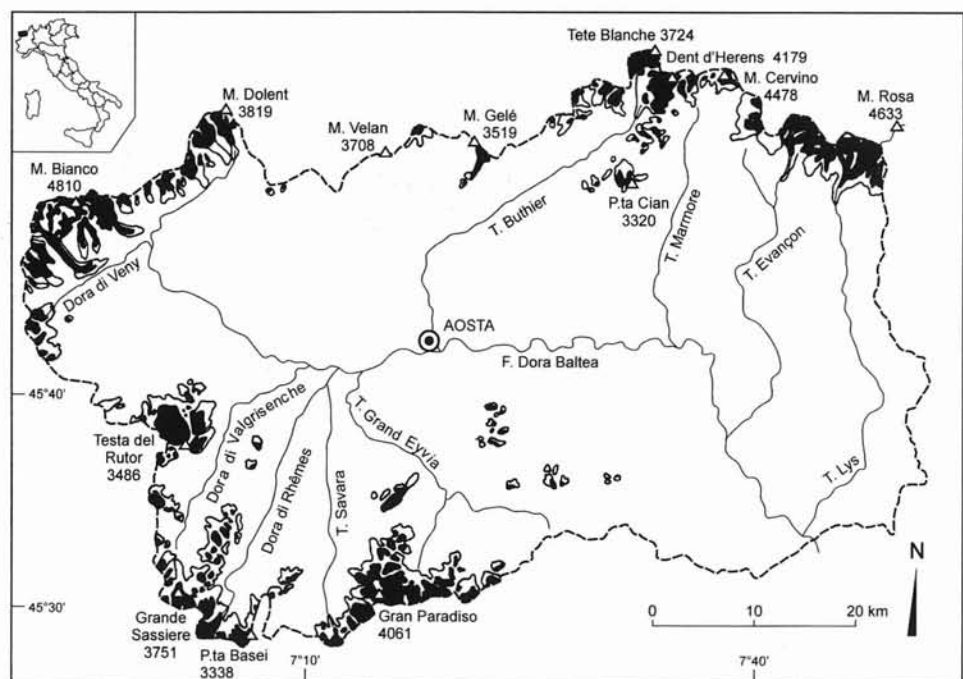 Tete Blanche 3724
Dent d'Herens 4179
M. Cervino
4478
M. Rosa
4633
M. Dolent
3819
M. Velan
3708
M. Gelé
3519
M. Bianco
4810
P.ta Cian
3320
T. Buthier
T. Marmore
T. Evançon
Dora di Veny
AOSTA
F. Dora Baltea
45°40'
Testa del
Rutor
3486
Dora di Valgrisenche
Dora di Rhêmes
T. Savara
T. Grand Eyvia
T. Lys
N
45°30'
Grande
Sassiere
3751
P.ta Basei
3338
Gran Paradiso
4061
0 10 20 km
7°10'
7°40'